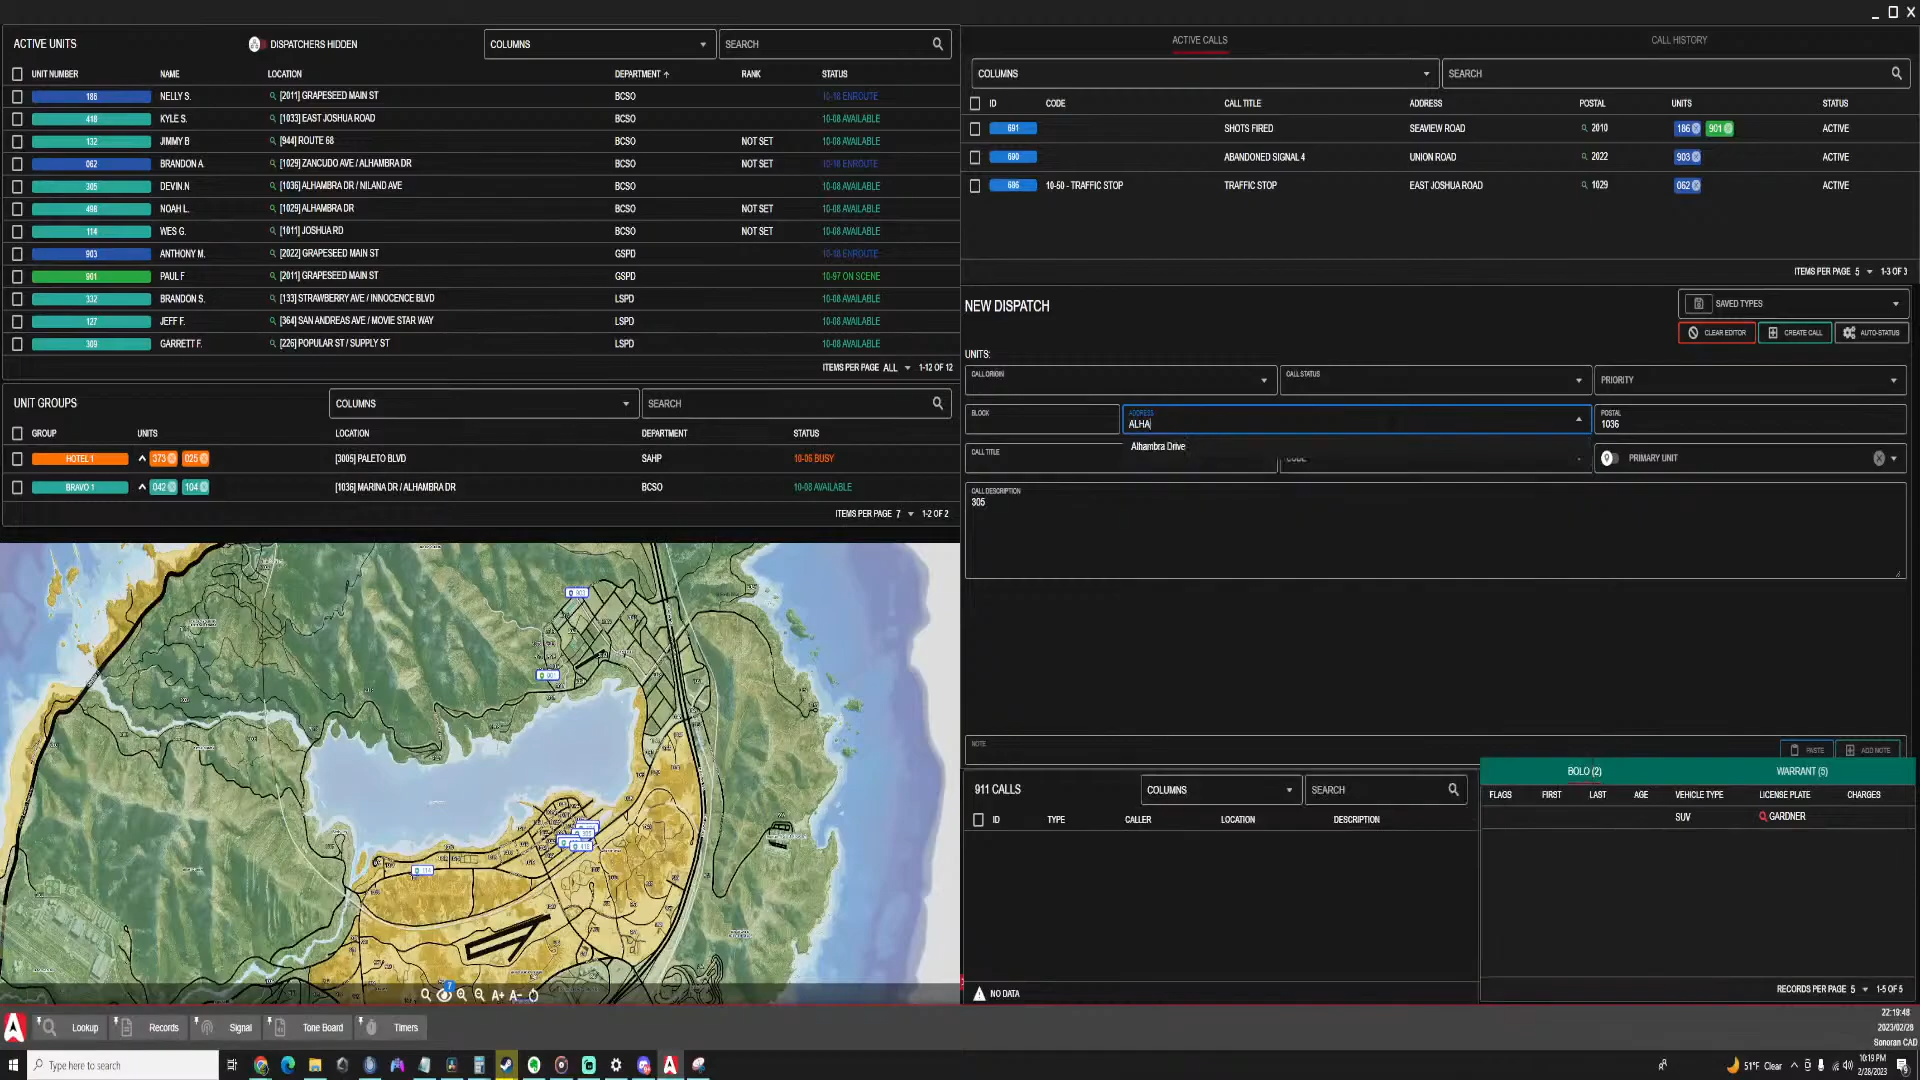 ACTIVE UNITS
DISPATCHERS HIDDEN
COLUMNS
SEARCH
UNIT NUMBER NAME LOCATION DEPARTMENT RANK STATUS
186 NELLY S. [2011] GRAPESEED MAIN ST BCSO 10-18 ENROUTE
418 KYLE S. [1033] EAST JOSHUA ROAD BCSO 10-08 AVAILABLE
132 JIMMY B [944] ROUTE 68 BCSO NOT SET 10-08 AVAILABLE
062 BRANDON A. [1029] ZANCUDO AVE / ALHAMBRA DR BCSO NOT SET 10-18 ENROUTE
305 DEVIN.N [1036] ALHAMBRA DR / NILAND AVE BCSO 10-08 AVAILABLE
498 NOAH L. [1029] ALHAMBRA DR BCSO NOT SET 10-08 AVAILABLE
114 WES G. [1011] JOSHUA RD BCSO NOT SET 10-08 AVAILABLE
903 ANTHONY M. [2022] GRAPESEED MAIN ST GSPD 10-18 ENROUTE
901 PAUL F [2011] GRAPESEED MAIN ST GSPD 10-97 ON SCENE
332 BRANDON S. [133] STRAWBERRY AVE / INNOCENCE BLVD LSPD 10-08 AVAILABLE
127 JEFF F. [364] SAN ANDREAS AVE / MOVIE STAR WAY LSPD 10-08 AVAILABLE
309 GARRETT F. [226] POPULAR ST / SUPPLY ST LSPD 10-08 AVAILABLE
ITEMS PER PAGE ALL 1-12 OF 12
UNIT GROUPS
COLUMNS
SEARCH
GROUP UNITS LOCATION DEPARTMENT STATUS
HOTEL 1 373 025 [3005] PALETO BLVD SAHP 10-06 BUSY
BRAVO 1 042 104 [1036] MARINA DR / ALHAMBRA DR BCSO 10-08 AVAILABLE
ITEMS PER PAGE 7 1-2 OF 2
7
A+ A-
ACTIVE CALLS
CALL HISTORY
COLUMNS
SEARCH
ID CODE CALL TITLE ADDRESS POSTAL UNITS STATUS
691 SHOTS FIRED SEAVIEW ROAD 2010 186 901 ACTIVE
690 ABANDONED SIGNAL 4 UNION ROAD 2022 903 ACTIVE
686 10-50 - TRAFFIC STOP TRAFFIC STOP EAST JOSHUA ROAD 1029 062 ACTIVE
ITEMS PER PAGE 5 1-3 OF 3
NEW DISPATCH
SAVED TYPES
CLEAR EDITOR
CREATE CALL
AUTO-STATUS
UNITS:
CALL ORIGIN
CALL STATUS
PRIORITY
BLOCK
ADDRESS
ALHA
POSTAL
1036
Alhambra Drive
CALL TITLE
CODE
PRIMARY UNIT
CALL DESCRIPTION
305
NOTE
PASTE
ADD NOTE
911 CALLS
COLUMNS
SEARCH
ID TYPE CALLER LOCATION DESCRIPTION
NO DATA
BOLO (2)
WARRANT (5)
FLAGS FIRST LAST AGE VEHICLE TYPE LICENSE PLATE CHARGES
SUV GARDNER
RECORDS PER PAGE 5 1-5 OF 5
Lookup
Records
Signal
Tone Board
Timers
22:19:48
2023/02/28
Sonoran CAD
Type here to search
51°F Clear
10:19 PM
2/28/2023